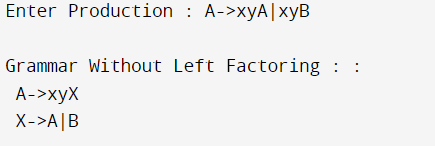 Enter Production : A->xyA|xyB
Grammar Without Left Factoring : :
A->xyX
X->A|B